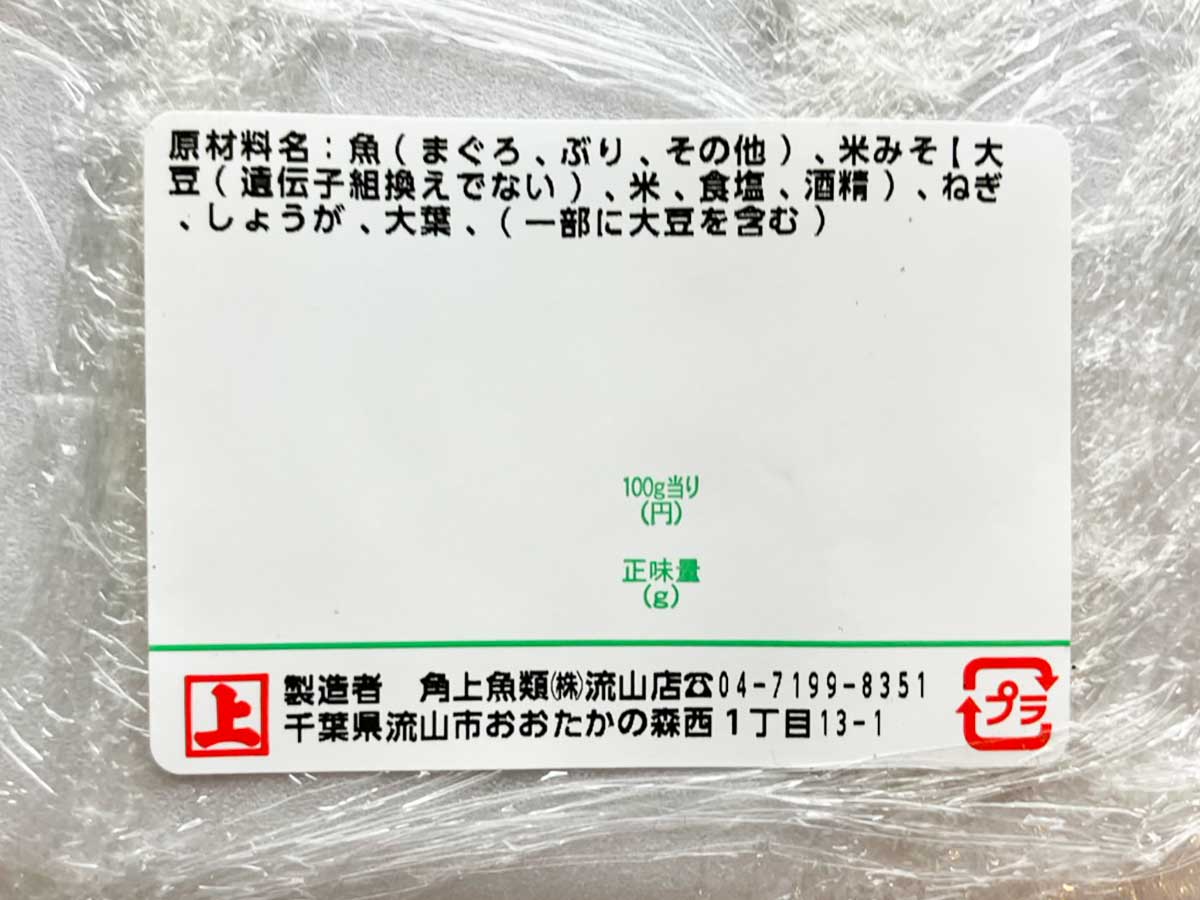 原材料名：魚（まぐろ、ぶり、その他）、米みそ【大
豆（遺伝子組換えでない）、米、食塩、酒精）、ねぎ
、しょうが、大葉、（一部に大豆を含む）
100g当り
(円)
正味量
(g)
上
製造者　角上魚類㈱流山店☎04-7199-8351
千葉県流山市おおたかの森西1丁目13-1
プラ